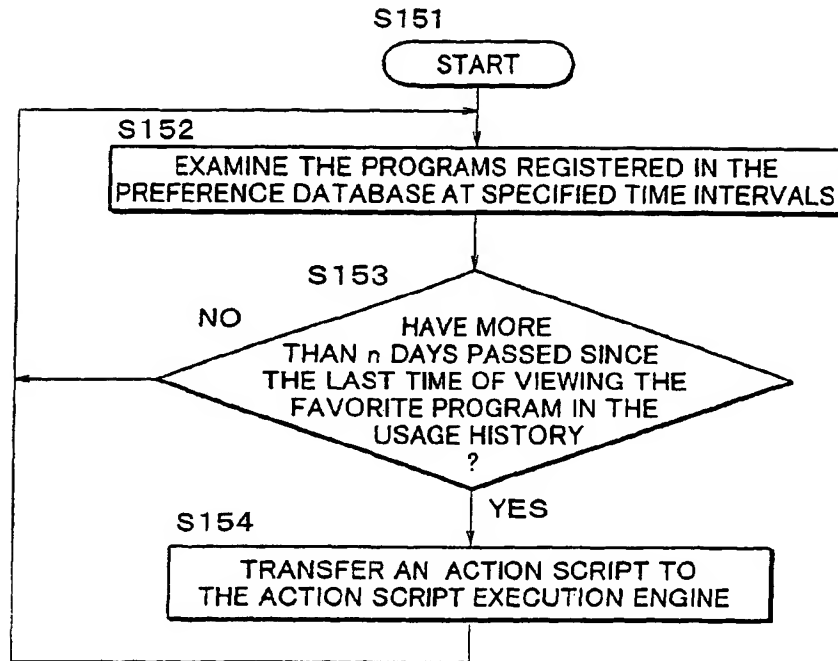 S151
START
S152
EXAMINE THE PROGRAMS REGISTERED IN THE
PREFERENCE DATABASE AT SPECIFIED TIME INTERVALS
S153
NO
HAVE MORE
THAN n DAYS PASSED SINCE
THE LAST TIME OF VIEWING THE
FAVORITE PROGRAM IN THE
USAGE HISTORY
?
YES
S154
TRANSFER AN ACTION SCRIPT TO
THE ACTION SCRIPT EXECUTION ENGINE